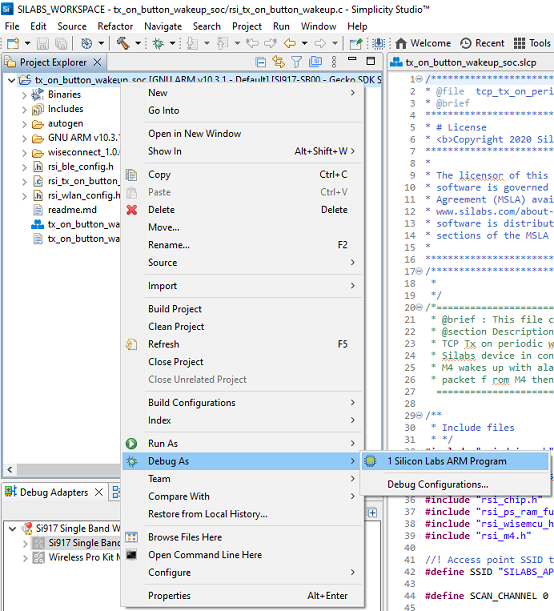 SILABS_WORKSPACE - tx_on_button_wakeup_soc/rsi_tx_on_button_wakeup.c - Simplicity Studio™
File Edit Source Refactor Navigate Search Project Run Window Help
Welcome Recent Tools
Project Explorer
tx_on_button_wakeup_soc [GNU ARM v10.3.1 - Default] [SI917-SB00 - Gecko SDK S
Binaries
Includes
autogen
GNU ARM v10.3.
wiseconnect_1.0.
rsi_ble_config.h
rsi_tx_on_button_
rsi_wlan_config.h
readme.md
tx_on_button_wa
tx_on_button_wa
New
Go Into
Open in New Window
Show In Alt+Shift+W
Copy Ctrl+C
Paste Ctrl+V
Delete Delete
Move...
Rename... F2
Source
Import
Build Project
Clean Project
Refresh F5
Close Project
Close Unrelated Project
Build Configurations
Index
Run As
Debug As
Team
Compare With
Restore from Local History...
Browse Files Here
Open Command Line Here
Configure
Properties Alt+Enter
1 Silicon Labs ARM Program
Debug Configurations...
Debug Adapters
Si917 Single Band W
Si917 Single Band
Wireless Pro Kit M
tx_on_button_wakeup_soc.slcp
1 /***********************
2 * @file tcp_tx_on_peri
3 * @brief
4 ************************
5 * # License
6 * <b>Copyright 2020 Sil
7 ************************
8 *
9 * The licensor of this
10 * software is governed
11 * Agreement (MSLA) avai
12 * www.silabs.com/about-
13 * software is distribut
14 * sections of the MSLA
15 *
16 ************************
17 /***********************
18 *
19 */
20 /*======================
21 * @brief : This file c
22 * @section Description
23 * TCP Tx on periodic w
24 * Silabs device in con
25 * M4 wakes up with ala
26 * packet f rom M4 then
27 ======================
28
29 /**
30 * Include files
31 * */
36 #include "rsi_chip.h"
37 #include "rsi_ps_ram_fu
38 #include "rsi_wisemcu_h
39 #include "rsi_m4.h"
40
41 //! Access point SSID t
42 #define SSID "SILABS_AP
43
44 #define SCAN_CHANNEL 0